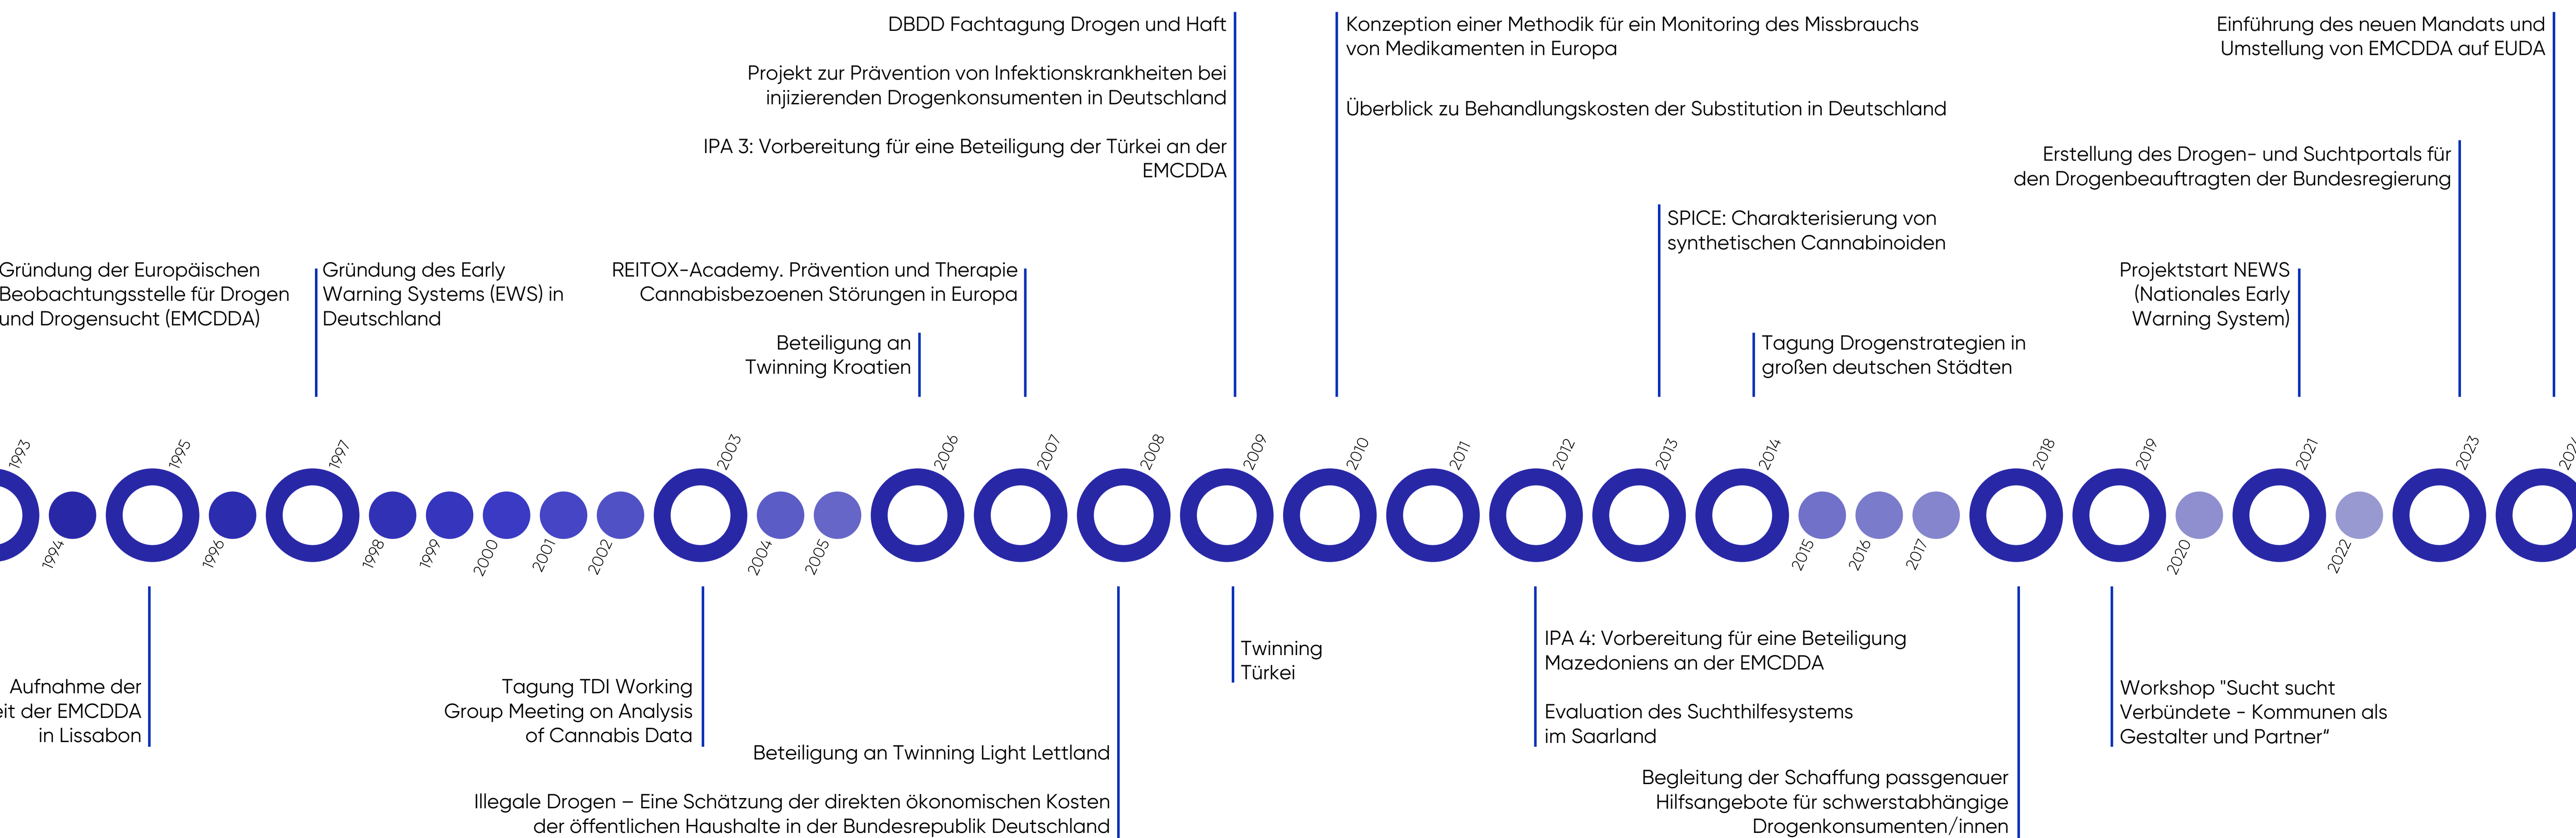 DBDD Fachtagung Drogen und Haft
Projekt zur Prävention von Infektionskrankheiten bei
injizierenden Drogenkonsumenten in Deutschland
IPA 3: Vorbereitung für eine Beteiligung der Türkei an der
EMCDDA
Konzeption einer Methodik für ein Monitoring des Missbrauchs
von Medikamenten in Europa
Überblick zu Behandlungskosten der Substitution in Deutschland
Einführung des neuen Mandats und
Umstellung von EMCDDA auf EUDA
Erstellung des Drogen- und Suchtportals für
den Drogenbeauftragten der Bundesregierung
SPICE: Charakterisierung von
synthetischen Cannabinoiden
Gründung der Europäischen
Beobachtungsstelle für Drogen
und Drogensucht (EMCDDA)
Gründung des Early
Warning Systems (EWS) in
Deutschland
REITOX-Academy. Prävention und Therapie
Cannabisbezoenen Störungen in Europa
Beteiligung an
Twinning Kroatien
Tagung Drogenstrategien in
großen deutschen Städten
Projektstart NEWS
(Nationales Early
Warning System)
1993
1994
1995
1996
1997
1998
1999
2000
2001
2002
2003
2004
2005
2006
2007
2008
2009
2010
2011
2012
2013
2014
2015
2016
2017
2018
2019
2020
2021
2022
2023
Aufnahme der
der EMCDDA
in Lissabon
Tagung TDI Working
Group Meeting on Analysis
of Cannabis Data
Beteiligung an Twinning Light Lettland
Illegale Drogen – Eine Schätzung der direkten ökonomischen Kosten
der öffentlichen Haushalte in der Bundesrepublik Deutschland
Twinning
Türkei
IPA 4: Vorbereitung für eine Beteiligung
Mazedoniens an der EMCDDA
Evaluation des Suchthilfesystems
im Saarland
Begleitung der Schaffung passgenauer
Hilfsangebote für schwerstabhängige
Drogenkonsumenten/innen
Workshop "Sucht sucht
Verbündete - Kommunen als
Gestalter und Partner“